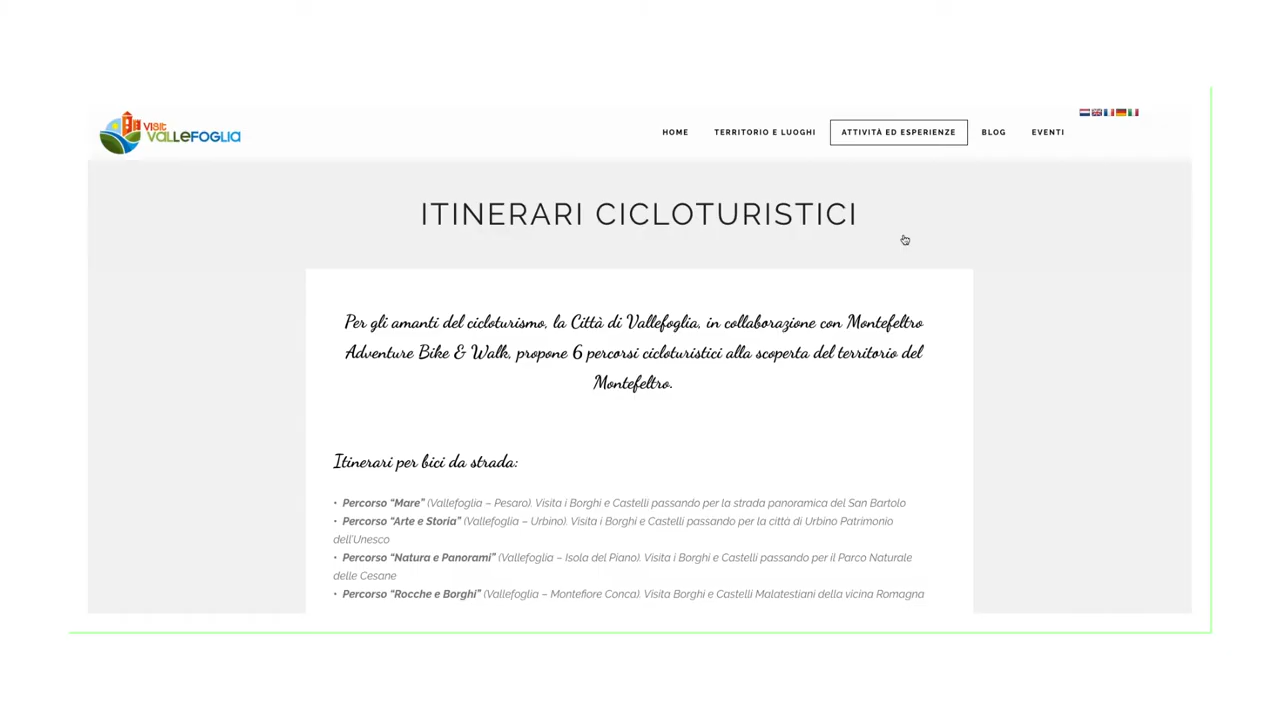 visit
VALLEFOGLIA
HOME TERRITORIO E LUOGHI ATTIVITÀ ED ESPERIENZE BLOG EVENTI
ITINERARI CICLOTURISTICI
Per gli amanti del cicloturismo, la Città di Vallefoglia, in collaborazione con Montefeltro
Adventure Bike & Walk, propone 6 percorsi cicloturistici alla scoperta del territorio del
Montefeltro.
Itinerari per bici da strada:
• Percorso “Mare” (Vallefoglia – Pesaro). Visita i Borghi e Castelli passando per la strada panoramica del San Bartolo
• Percorso “Arte e Storia” (Vallefoglia – Urbino). Visita i Borghi e Castelli passando per la città di Urbino Patrimonio
dell’Unesco
• Percorso “Natura e Panorami” (Vallefoglia – Isola del Piano). Visita i Borghi e Castelli passando per il Parco Naturale
delle Cesane
• Percorso “Rocche e Borghi” (Vallefoglia – Montefiore Conca). Visita Borghi e Castelli Malatestiani della vicina Romagna